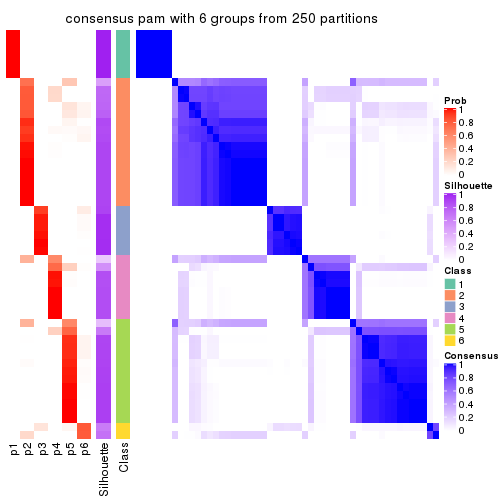 consensus pam with 6 groups from 250 partitions
Prob
1
0.8
0.6
0.4
0.2
0
Silhouette
1
0.8
0.6
0.4
0.2
0
Class
1
2
3
4
5
6
Consensus
1
0.8
0.6
0.4
0.2
0
p1
p2
p3
p4
p5
p6
Silhouette
Class